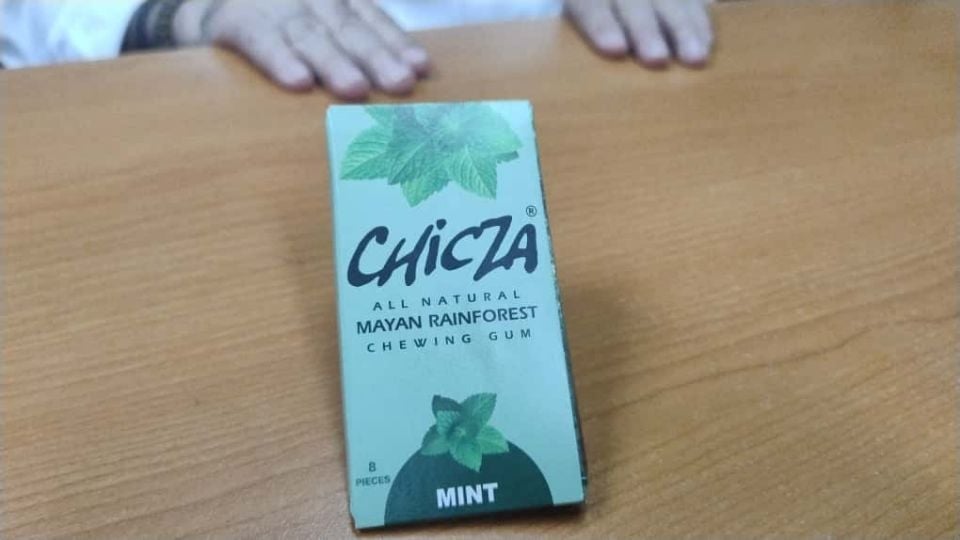 CHicZA®
ALL NATURAL
MAYAN RAINFOREST
CHEWING GUM
8
PIECES
MINT